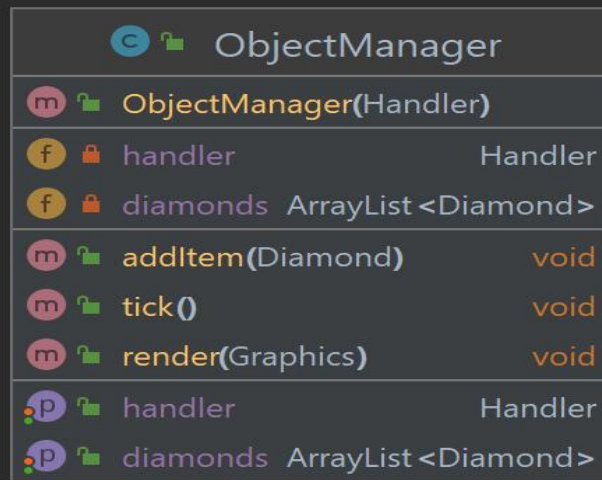 C ObjectManager
m ObjectManager(Handler)
f handler Handler
f diamonds ArrayList<Diamond>
m addItem(Diamond) void
m tick() void
m render(Graphics) void
p handler Handler
p diamonds ArrayList<Diamond>